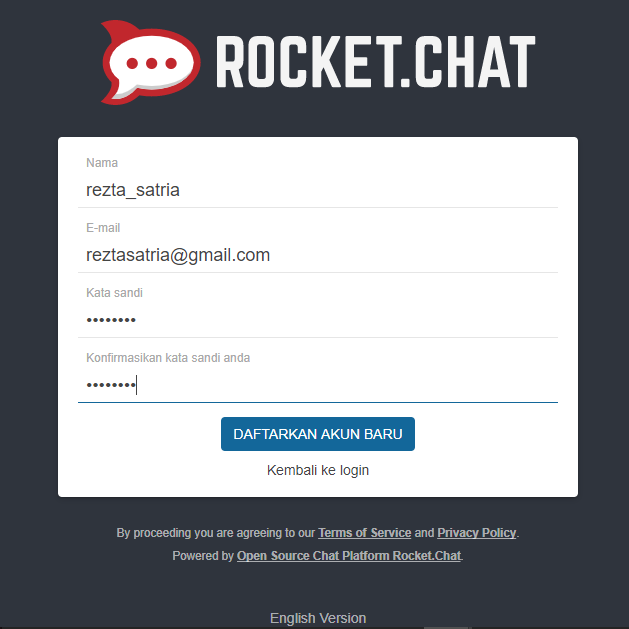 ROCKET.CHAT
Nama
rezta_satria
E-mail
reztasatria@gmail.com
Kata sandi
••••••••
Konfirmasikan kata sandi anda
••••••••
DAFTARKAN AKUN BARU
Kembali ke login
By proceeding you are agreeing to our Terms of Service and Privacy Policy.
Powered by Open Source Chat Platform Rocket.Chat.
English Version